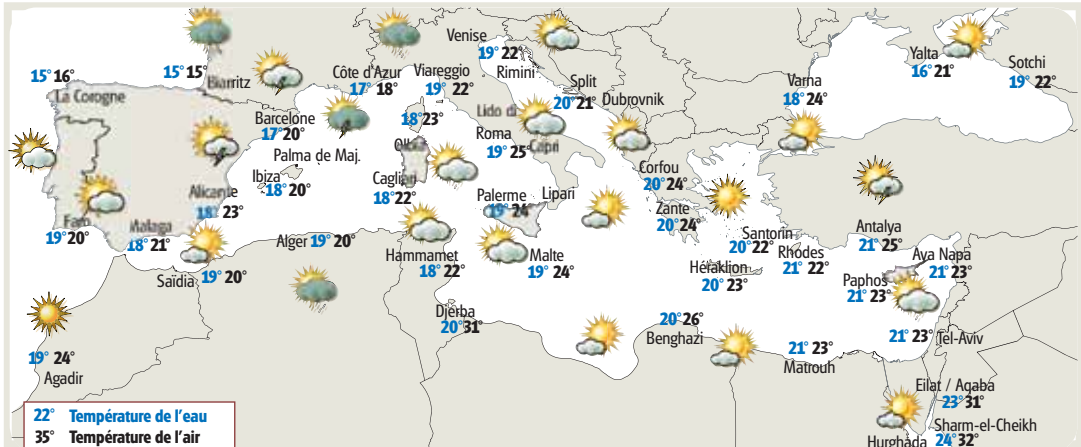 Venise
19° 22°
Rimini
Yalta
16° 21°
Sotchi
19° 22°
15° 16°
La Corogne
15° 15°
Biarritz
Côte d'Azur
17° 18°
Viareggio
19° 22°
Split
20° 21°
Dubrovnik
Varna
18° 24°
Barcelone
17° 20°
18° 23°
Olbia
Lido di
Capri
Roma
19° 25°
Palma de Maj.
Ibiza
18° 20°
Cagliari
18° 22°
Corfou
20° 24°
Alicante
18° 23°
Palerme
19° 24°
Lipari
Zante
20° 24°
Faro
19° 20°
Malaga
18° 21°
Alger 19° 20°
Santorin
20° 22°
Rhodes
21° 22°
Antalya
21° 25°
Aya Napa
21° 23°
Saïdia
19° 20°
Hammamet
18° 22°
Malte
19° 24°
Héraklion
20° 23°
Paphos
21° 23°
Djerba
20° 31°
20° 26°
Benghazi
21° 23°
Matrouh
21° 23°
Tel-Aviv
19° 24°
Agadir
Eilat / Aqaba
23° 31°
Sharm-el-Cheikh
24° 32°
Hurghada
22° Température de l'eau
35° Température de l'air